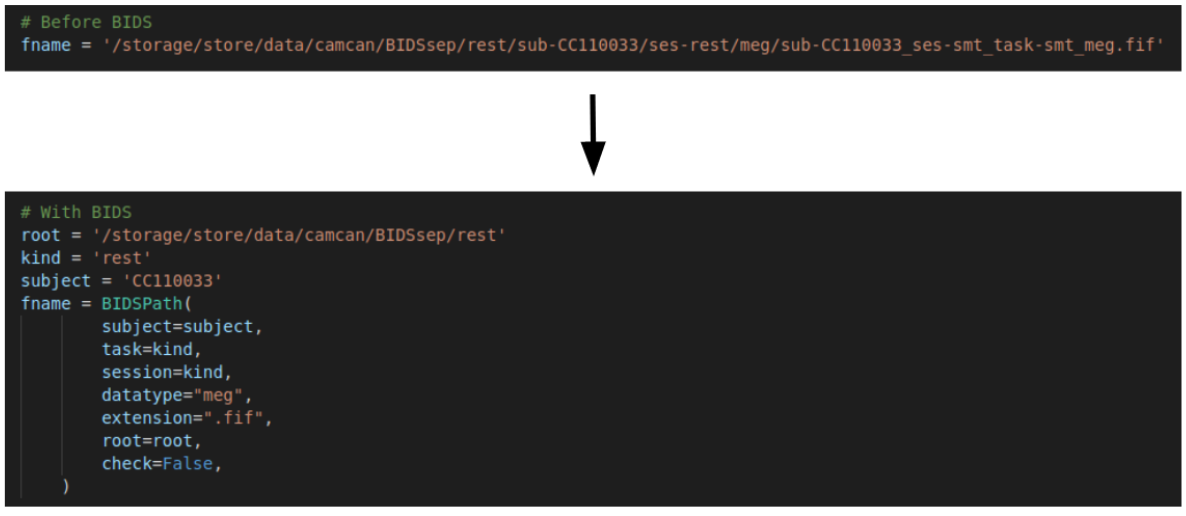 # Before BIDS
fname = '/storage/store/data/camcan/BIDSsep/rest/sub-CC110033/ses-rest/meg/sub-CC110033_ses-smt_task-smt_meg.fif'
# With BIDS
root = '/storage/store/data/camcan/BIDSsep/rest'
kind = 'rest'
subject = 'CC110033'
fname = BIDSPath(
        subject=subject,
        task=kind,
        session=kind,
        datatype="meg",
        extension=".fif",
        root=root,
        check=False,
    )